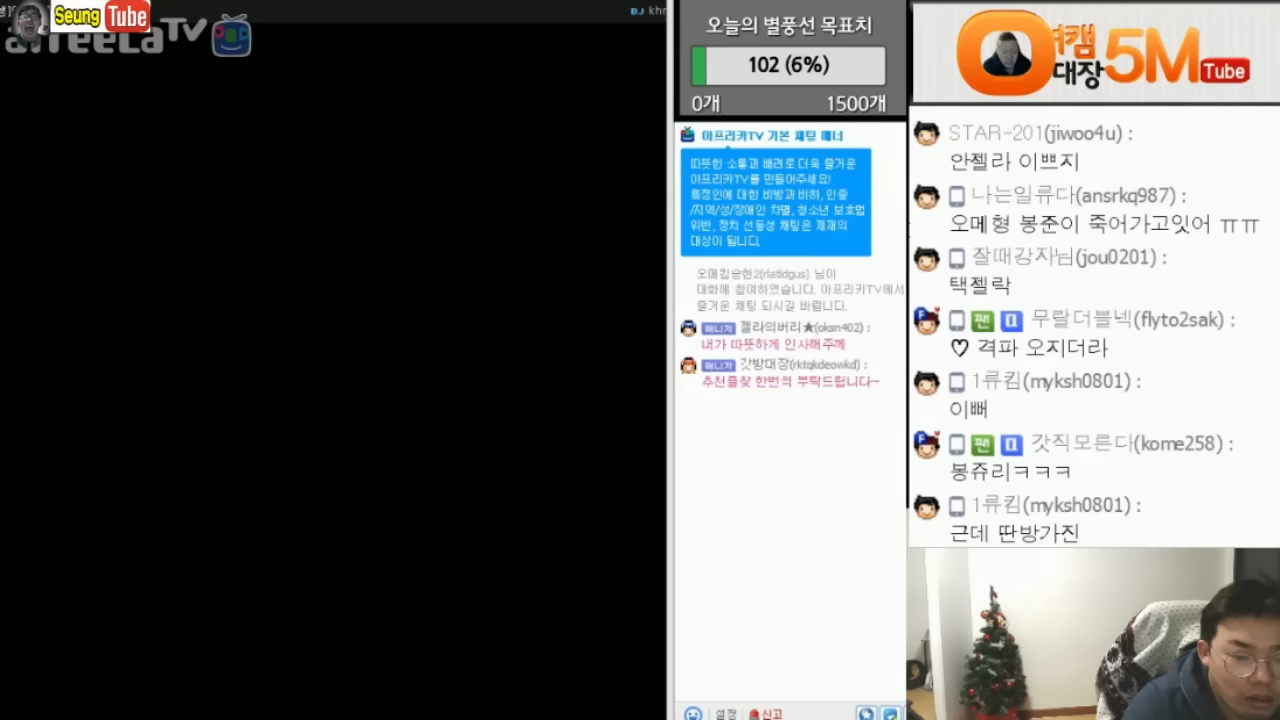 Seung Tube
afreecaTV
BJ khm
오늘의 별풍선 목표치
102 (6%)
0개 1500개
아프리카TV 기본 채팅 매너
따뜻한 소통과 배려로 더욱 즐거운
아프리카TV를 만들어주세요!
특정인에 대한 비방과 비하, 인종
/지역/성/장애인 차별, 청소년 보호법
위반, 정치 선동성 채팅은 제재의
대상이 됩니다.
오매킴승현2(rlatldgus) 님이
대화에 참여하였습니다. 아프리카TV에서
즐거운 채팅 되시길 바랍니다.
매니저 젤라의버리★(oksn402) :
내가 따뜻하게 인사해주께
매니저 갓방대장(rktqkdeowkd) :
추천즐찾 한번씩 부탁드립니다~
설정 신고
여캠
대장 5M Tube
STAR-201(jiwoo4u) :
안젤라 이쁘지
나는일류다(ansrkq987) :
오메형 봉준이 죽어가고잇어 ㅠㅠ
잘때강자님(jou0201) :
택젤락
팬 무랄더블넥(flyto2sak) :
♡ 격파 오지더라
1류킴(myksh0801) :
이뻐
팬 갓직모른다(kome258) :
봉쥬리ㅋㅋㅋ
1류킴(myksh0801) :
근데 딴방가진